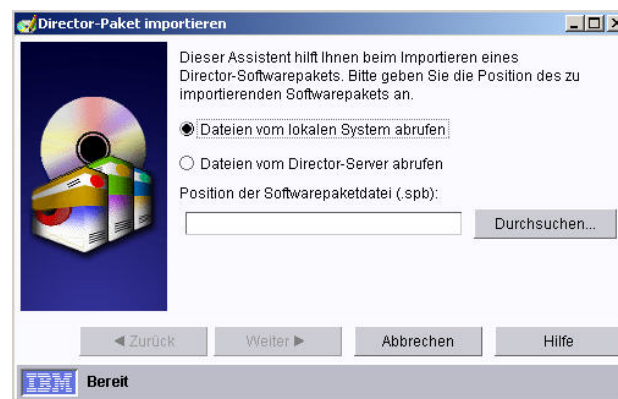 Director-Paket importieren
Dieser Assistent hilft Ihnen beim Importieren eines
Director-Softwarepakets. Bitte geben Sie die Position des zu
importierenden Softwarepakets an.
Dateien vom lokalen System abrufen
Dateien vom Director-Server abrufen
Position der Softwarepaketdatei (.spb):
Durchsuchen...
Zurück
Weiter
Abbrechen
Hilfe
IBM
Bereit